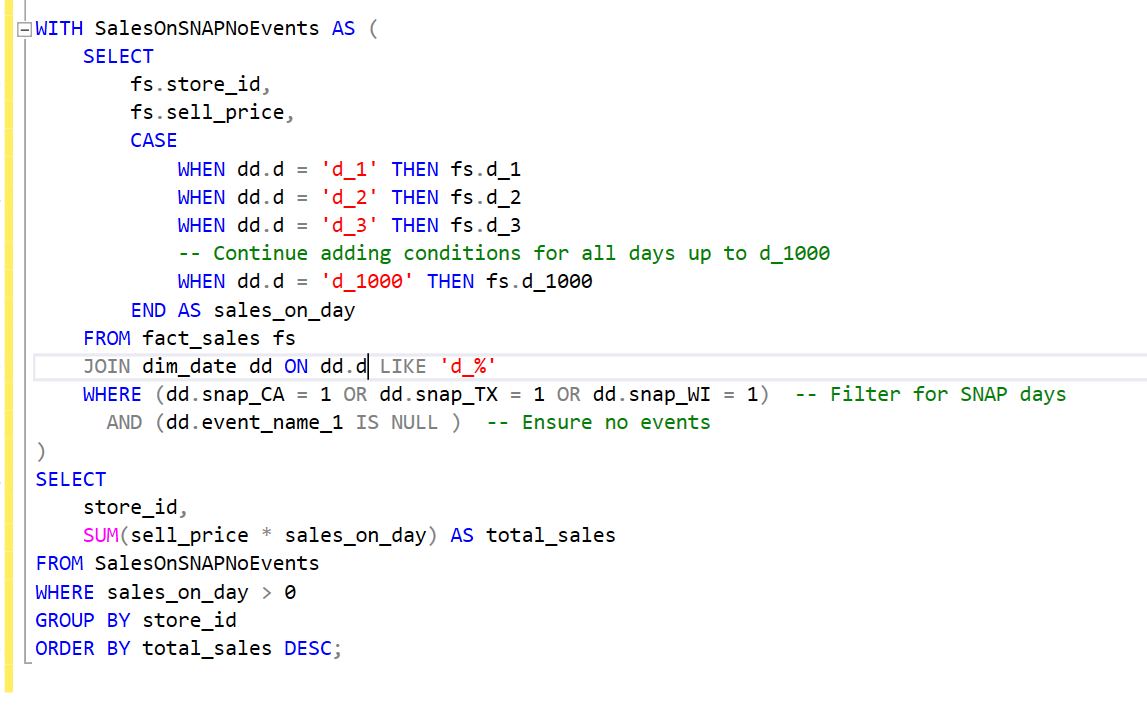 WITH SalesOnSNAPNoEvents AS (
    SELECT
        fs.store_id,
        fs.sell_price,
        CASE
            WHEN dd.d = 'd_1' THEN fs.d_1
            WHEN dd.d = 'd_2' THEN fs.d_2
            WHEN dd.d = 'd_3' THEN fs.d_3
            -- Continue adding conditions for all days up to d_1000
            WHEN dd.d = 'd_1000' THEN fs.d_1000
        END AS sales_on_day
    FROM fact_sales fs
    JOIN dim_date dd ON dd.d LIKE 'd_%'
    WHERE (dd.snap_CA = 1 OR dd.snap_TX = 1 OR dd.snap_WI = 1)  -- Filter for SNAP days
      AND (dd.event_name_1 IS NULL )  -- Ensure no events
)
SELECT
    store_id,
    SUM(sell_price * sales_on_day) AS total_sales
FROM SalesOnSNAPNoEvents
WHERE sales_on_day > 0
GROUP BY store_id
ORDER BY total_sales DESC;